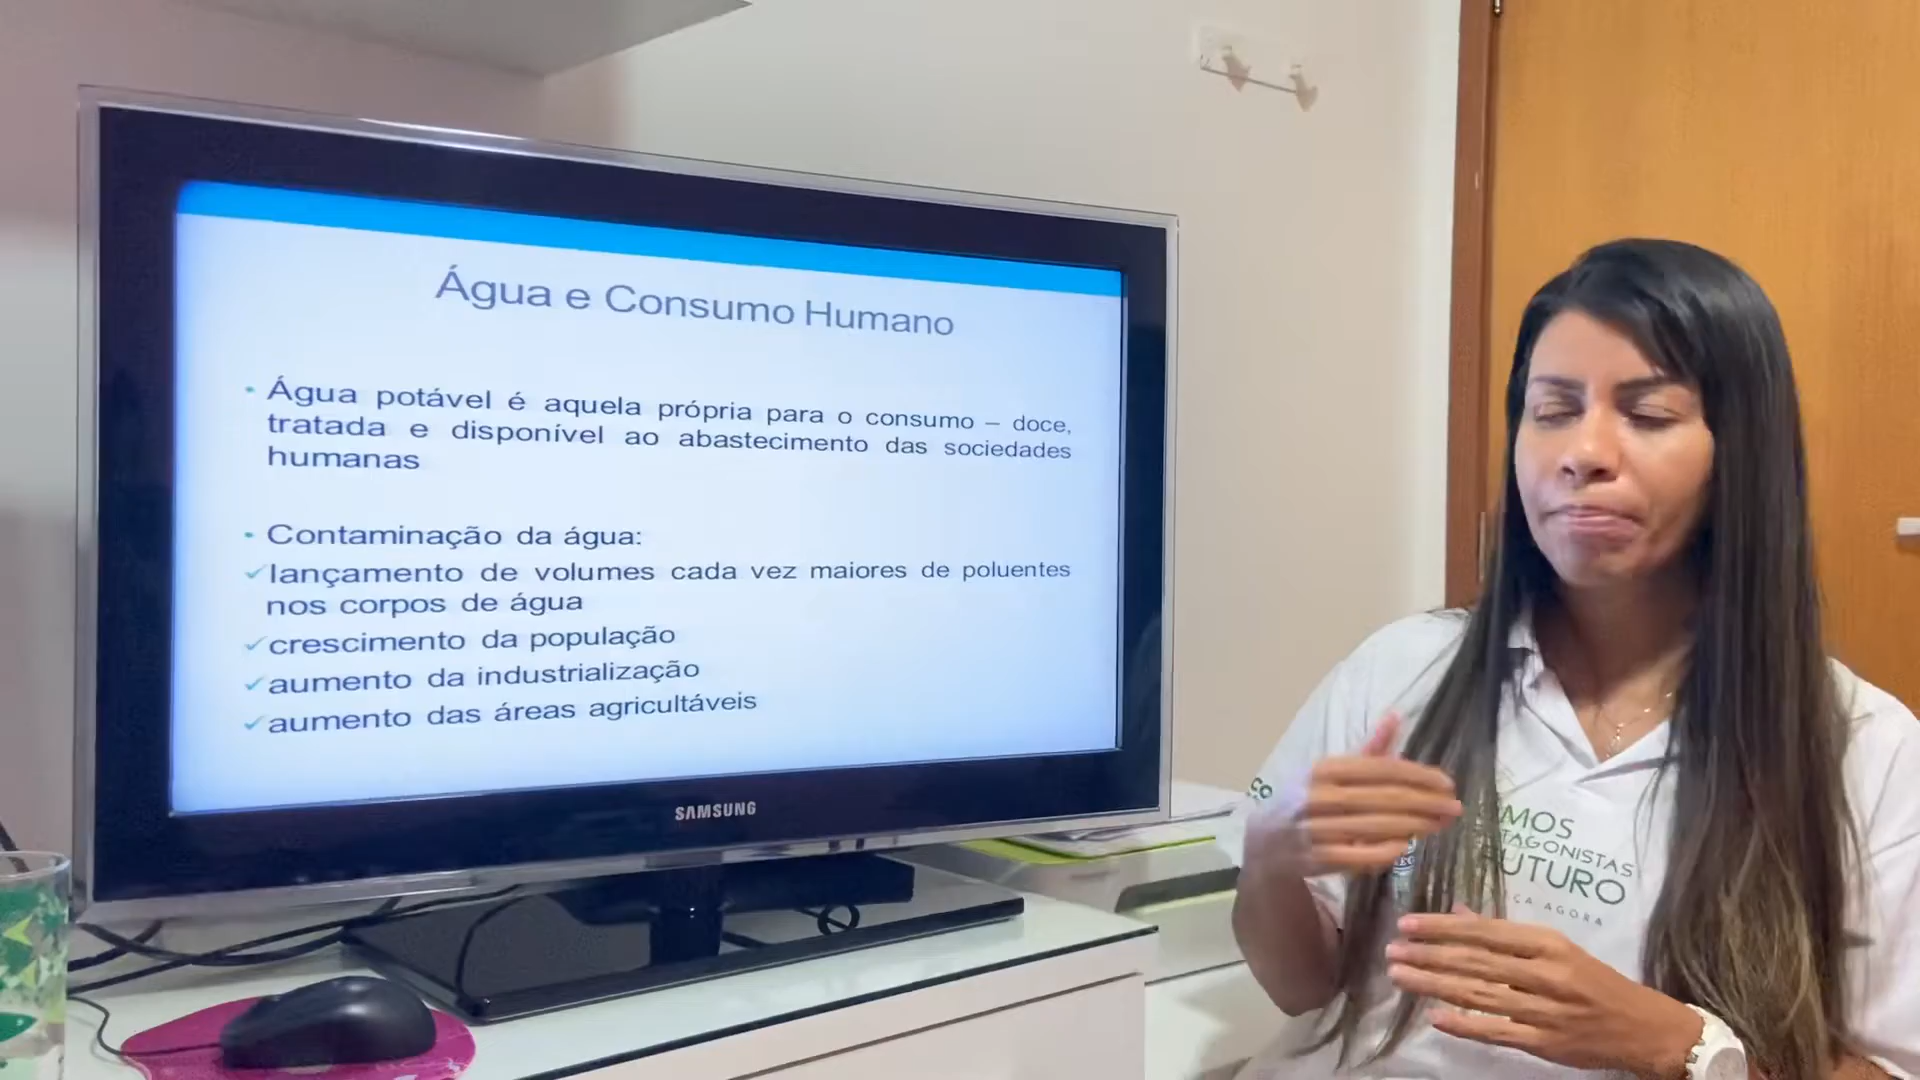 Água e Consumo Humano
• Água potável é aquela própria para o consumo – doce,
tratada e disponível ao abastecimento das sociedades
humanas
• Contaminação da água:
✓lançamento de volumes cada vez maiores de poluentes
nos corpos de água
✓crescimento da população
✓aumento da industrialização
✓aumento das áreas agricultáveis
SAMSUNG
UTURO
AGORA